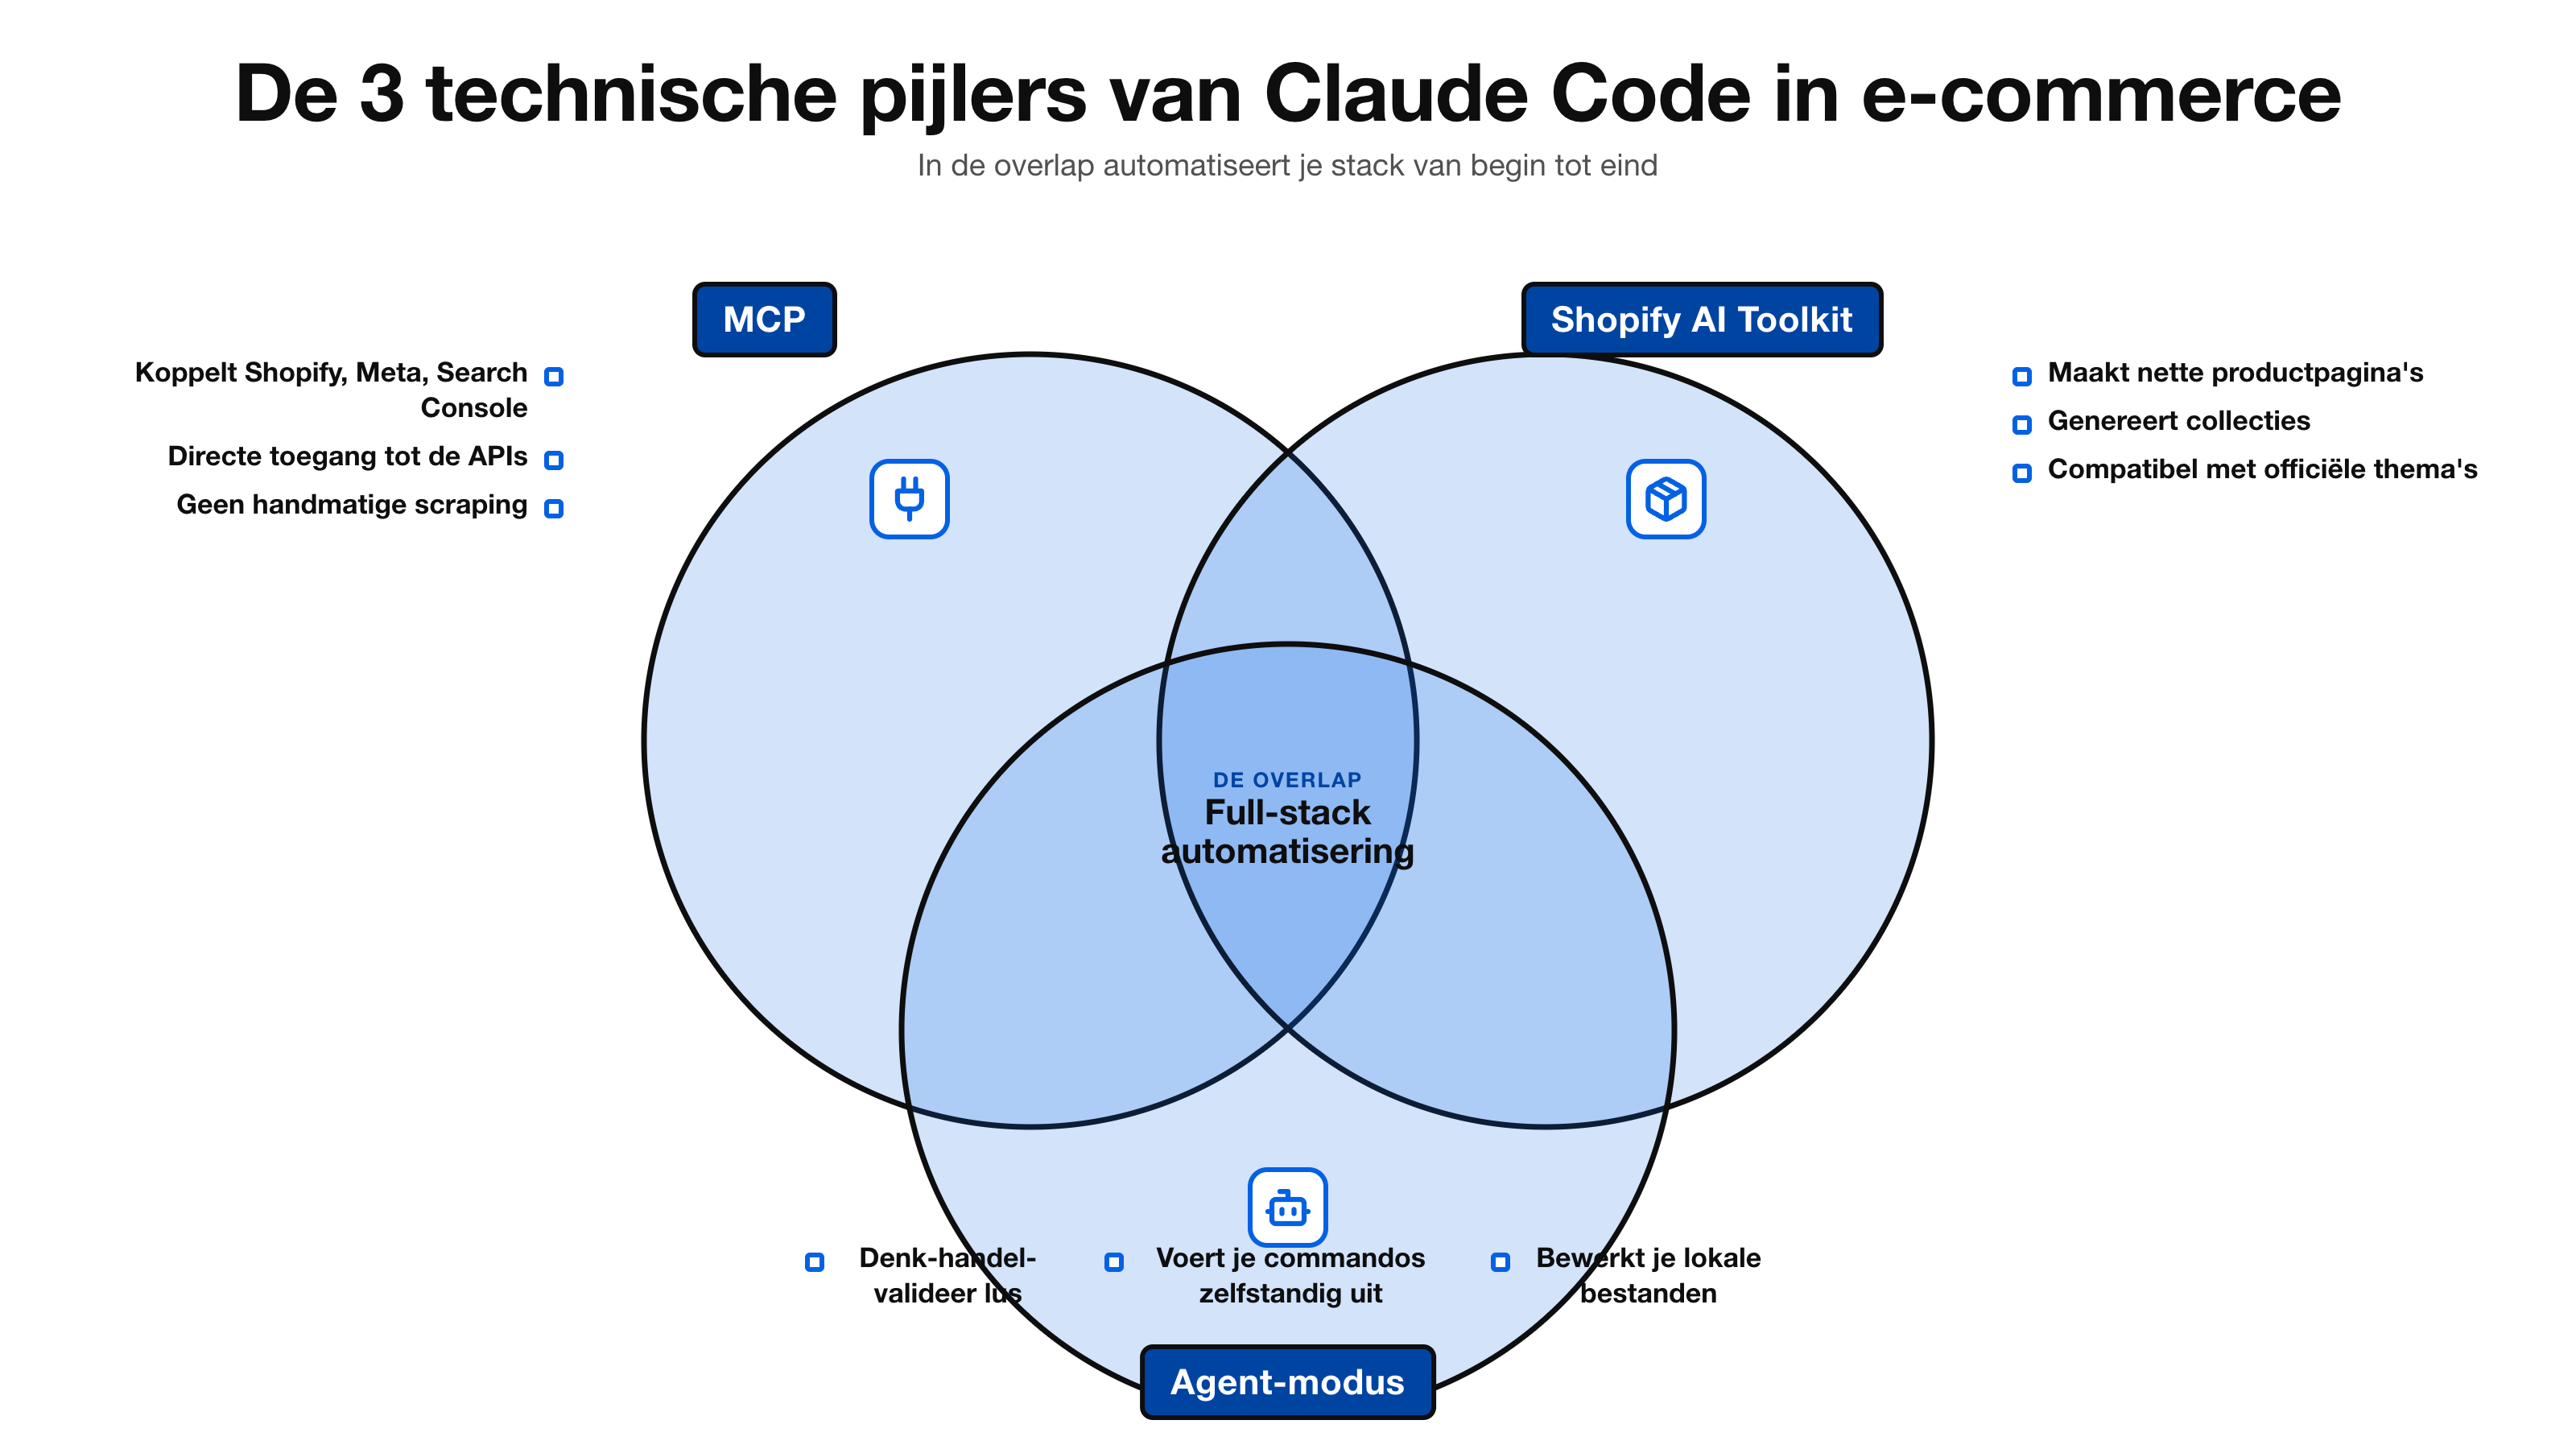 De 3 technische pijlers van Claude Code in e-commerce
In de overlap automatiseert je stack van begin tot eind
MCP
Koppelt Shopify, Meta, Search
Console
Directe toegang tot de APIs
Geen handmatige scraping
Shopify AI Toolkit
Maakt nette productpagina's
Genereert collecties
Compatibel met officiële thema's
DE OVERLAP
Full-stack
automatisering
Denk-handel-
valideer lus
Voert je commandos
zelfstandig uit
Bewerkt je lokale
bestanden
Agent-modus